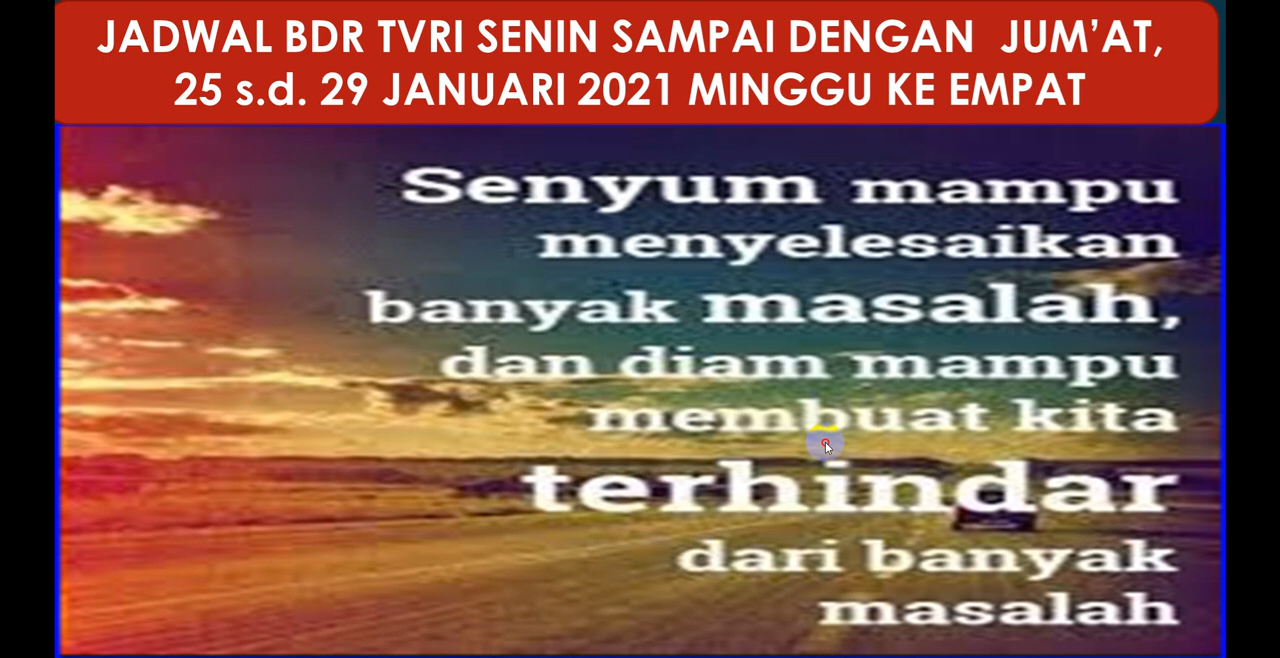 JADWAL BDR TVRI SENIN SAMPAI DENGAN JUM’AT,
25 s.d. 29 JANUARI 2021 MINGGU KE EMPAT
Senyum mampu
menyelesaikan
banyak masalah,
dan diam mampu
membuat kita
terhindar
dari banyak
masalah